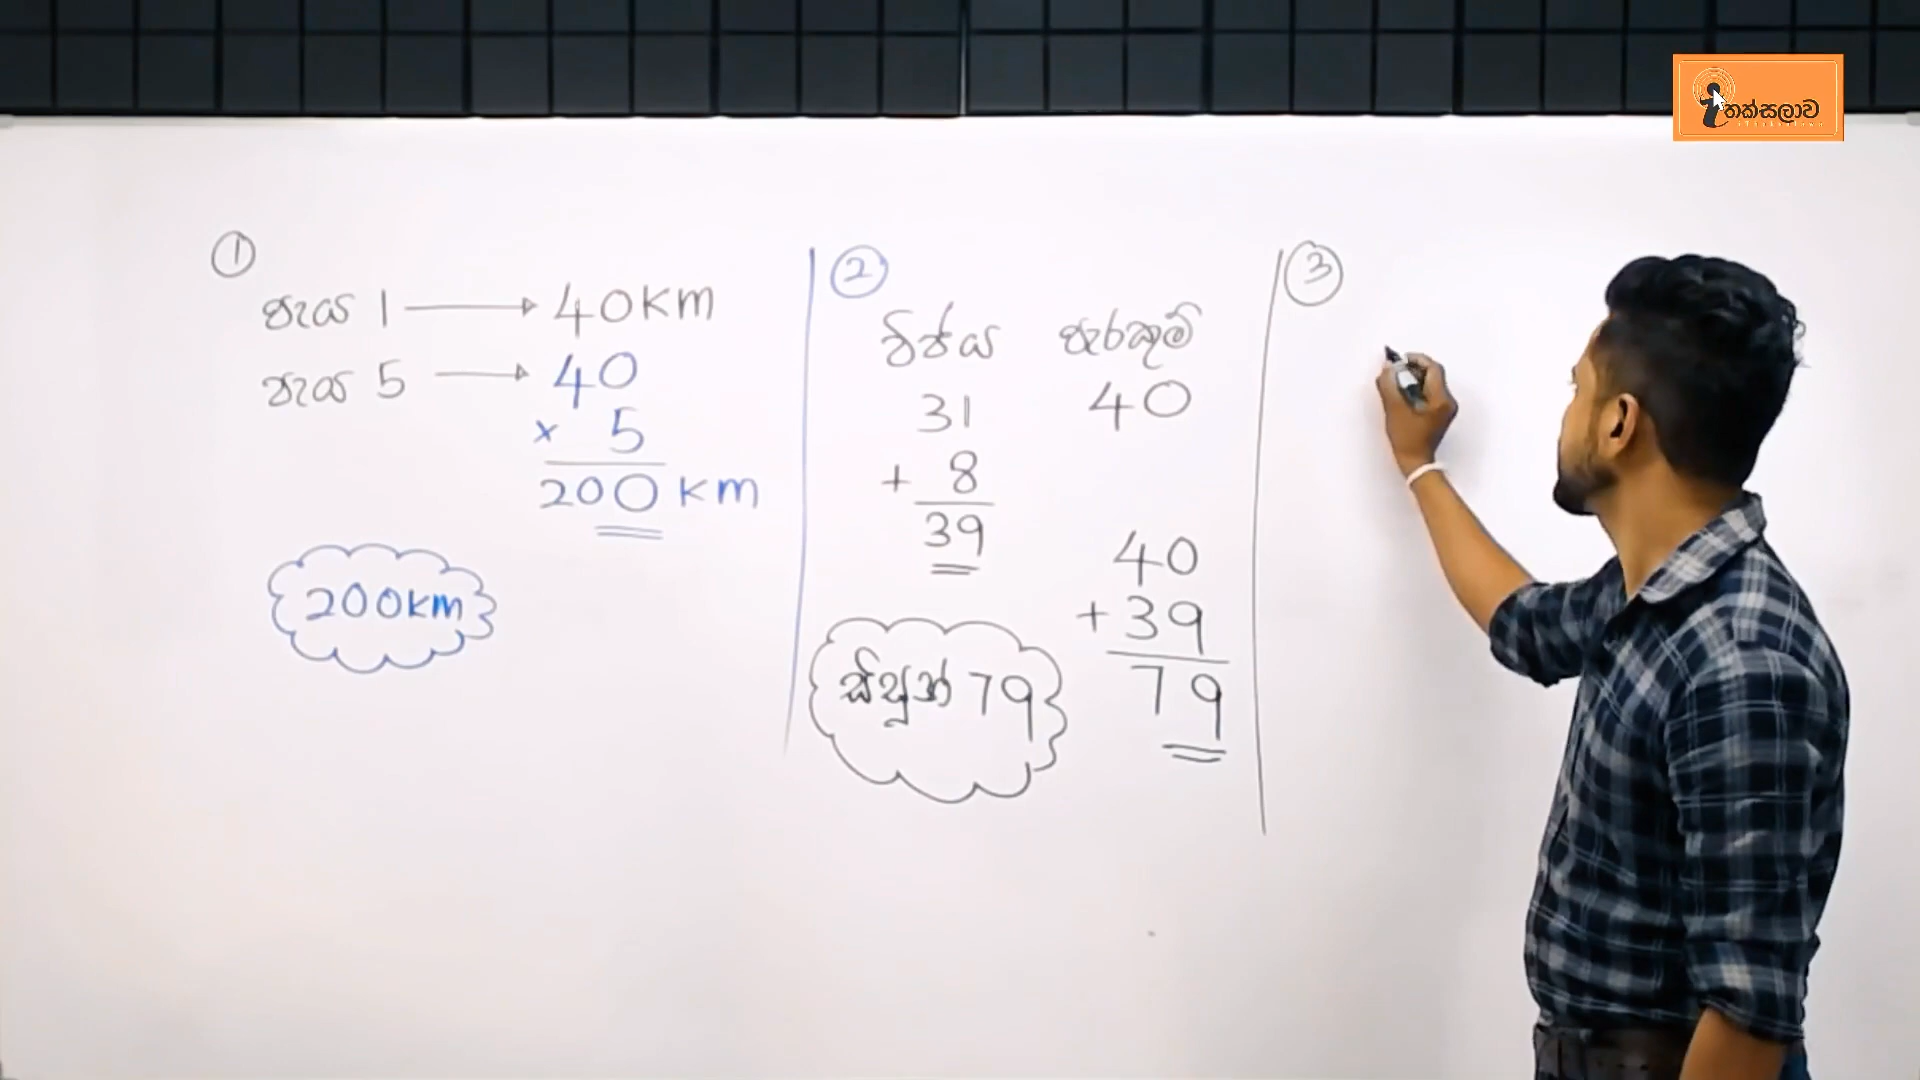 තක්සලාව
①
පැය 1 → 40km
පැය 5 → 40
× 5
200 km
200km
②
විජය පැරකුම්
31 40
+ 8
39
40
+39
79
සිසුන් 79
③